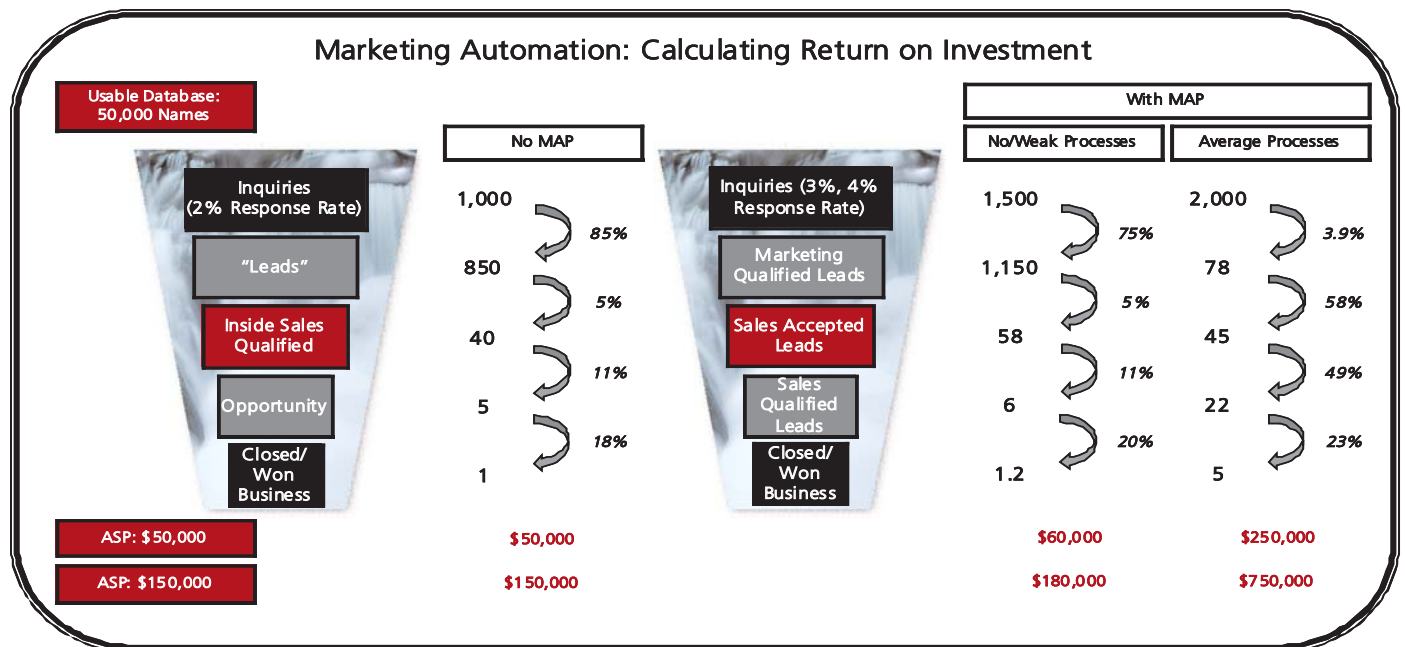 Marketing Automation: Calculating Return on Investment
Usable Database:
50,000 Names
With MAP
No MAP
No/Weak Processes
Average Processes
Inquiries
(2% Response Rate)
“Leads”
Inside Sales
Qualified
Opportunity
Closed/
Won
Business
1,000
85%
850
5%
40
11%
5
18%
1
Inquiries (3%, 4%
Response Rate)
Marketing
Qualified Leads
Sales Accepted
Leads
Sales
Qualified
Leads
Closed/
Won
Business
1,500
75%
1,150
5%
58
11%
6
20%
1.2
2,000
3.9%
78
58%
45
49%
22
23%
5
ASP: $50,000
$50,000
$60,000
$250,000
ASP: $150,000
$150,000
$180,000
$750,000